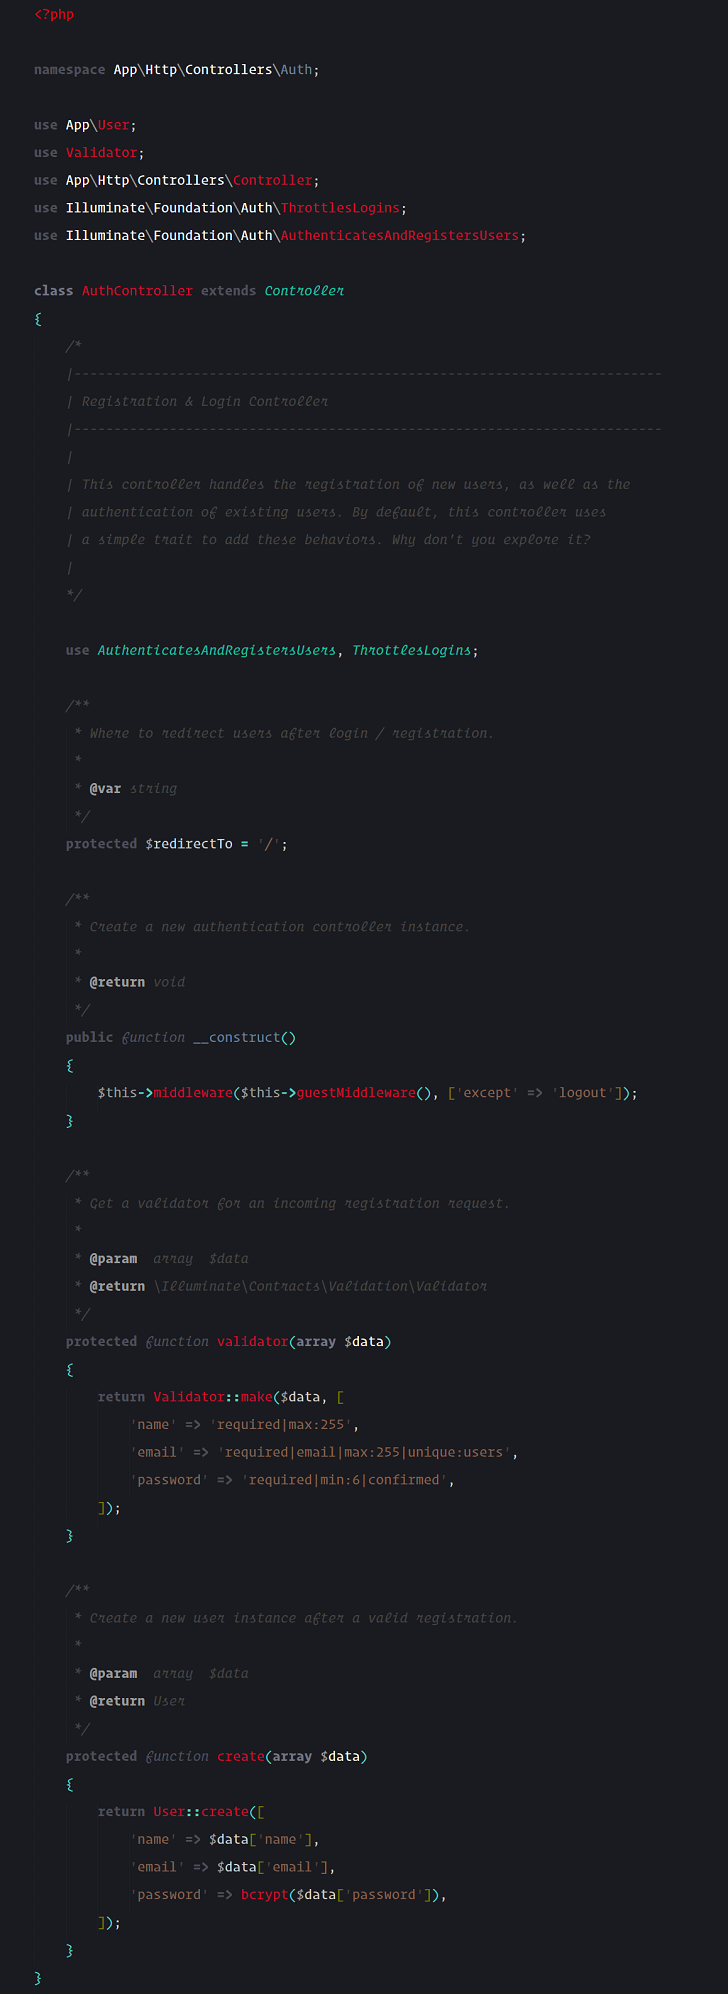 <?php

namespace App\Http\Controllers\Auth;

use App\User;
use Validator;
use App\Http\Controllers\Controller;
use Illuminate\Foundation\Auth\ThrottlesLogins;
use Illuminate\Foundation\Auth\AuthenticatesAndRegistersUsers;

class AuthController extends Controller
{
    /*
    |--------------------------------------------------------------------------
    | Registration & Login Controller
    |--------------------------------------------------------------------------
    |
    | This controller handles the registration of new users, as well as the
    | authentication of existing users. By default, this controller uses
    | a simple trait to add these behaviors. Why don't you explore it?
    |
    */

    use AuthenticatesAndRegistersUsers, ThrottlesLogins;

    /**
     * Where to redirect users after login / registration.
     *
     * @var string
     */
    protected $redirectTo = '/';

    /**
     * Create a new authentication controller instance.
     *
     * @return void
     */
    public function __construct()
    {
        $this->middleware($this->guestMiddleware(), ['except' => 'logout']);
    }

    /**
     * Get a validator for an incoming registration request.
     *
     * @param  array  $data
     * @return \Illuminate\Contracts\Validation\Validator
     */
    protected function validator(array $data)
    {
        return Validator::make($data, [
            'name' => 'required|max:255',
            'email' => 'required|email|max:255|unique:users',
            'password' => 'required|min:6|confirmed',
        ]);
    }

    /**
     * Create a new user instance after a valid registration.
     *
     * @param  array  $data
     * @return User
     */
    protected function create(array $data)
    {
        return User::create([
            'name' => $data['name'],
            'email' => $data['email'],
            'password' => bcrypt($data['password']),
        ]);
    }
}